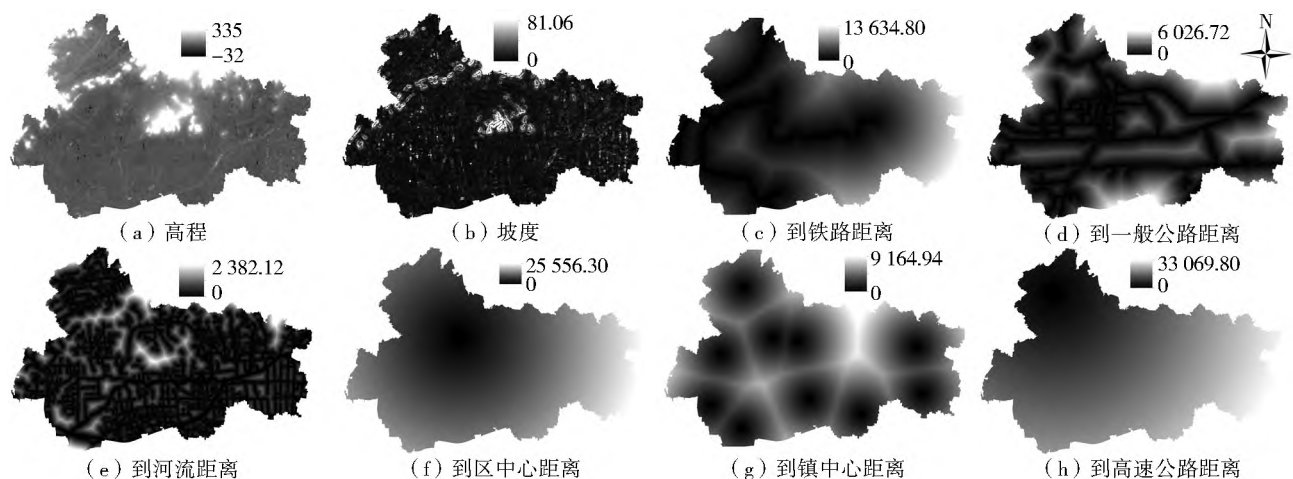 335
-32
(a)高程
81.06
0
(b)坡度
13 634.80
0
(c)到铁路距离
6 026.72
0
N
(d)到一般公路距离
2 382.12
0
(e)到河流距离
25 556.30
0
(f)到区中心距离
9 164.94
0
(g)到镇中心距离
33 069.80
0
(h)到高速公路距离